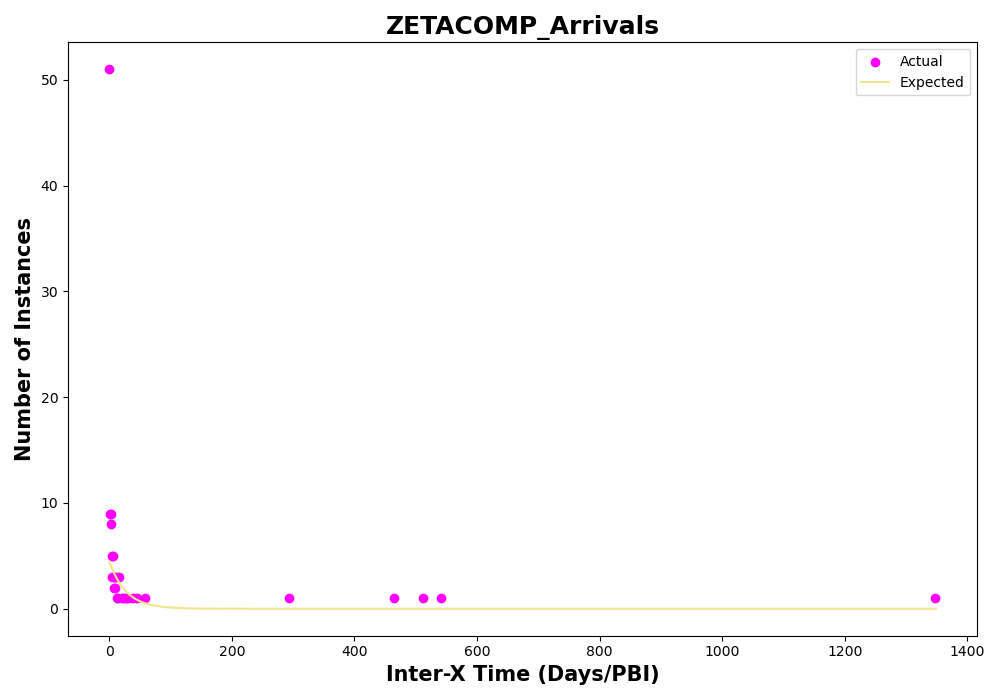 ZETACOMP_Arrivals
Actual
Expected
Number of Instances
50
40
30
20
10
0
0 200 400 600 800 1000 1200 1400
Inter-X Time (Days/PBI)